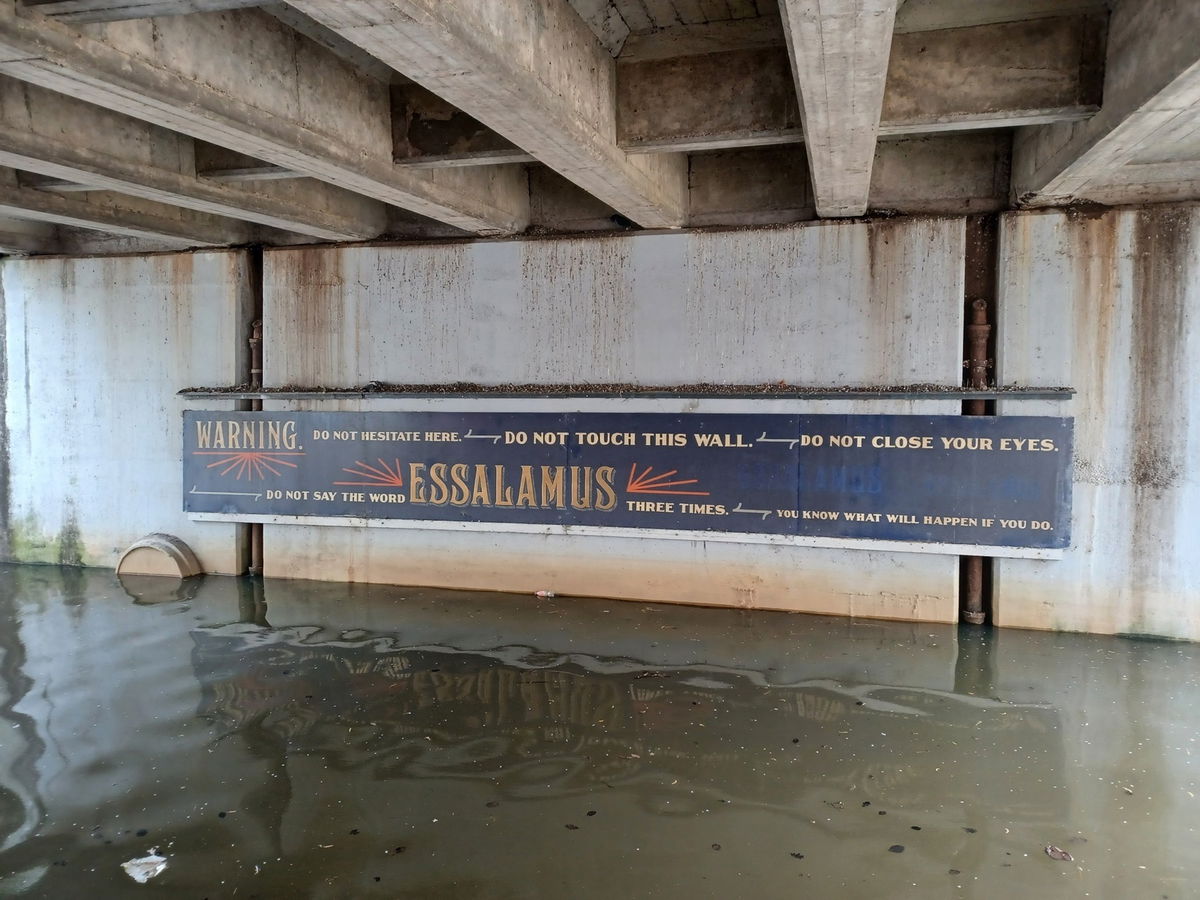 WARNING. DO NOT HESITATE HERE. DO NOT TOUCH THIS WALL. DO NOT CLOSE YOUR EYES.
DO NOT SAY THE WORD ESSALAMUS THREE TIMES. YOU KNOW WHAT WILL HAPPEN IF YOU DO.